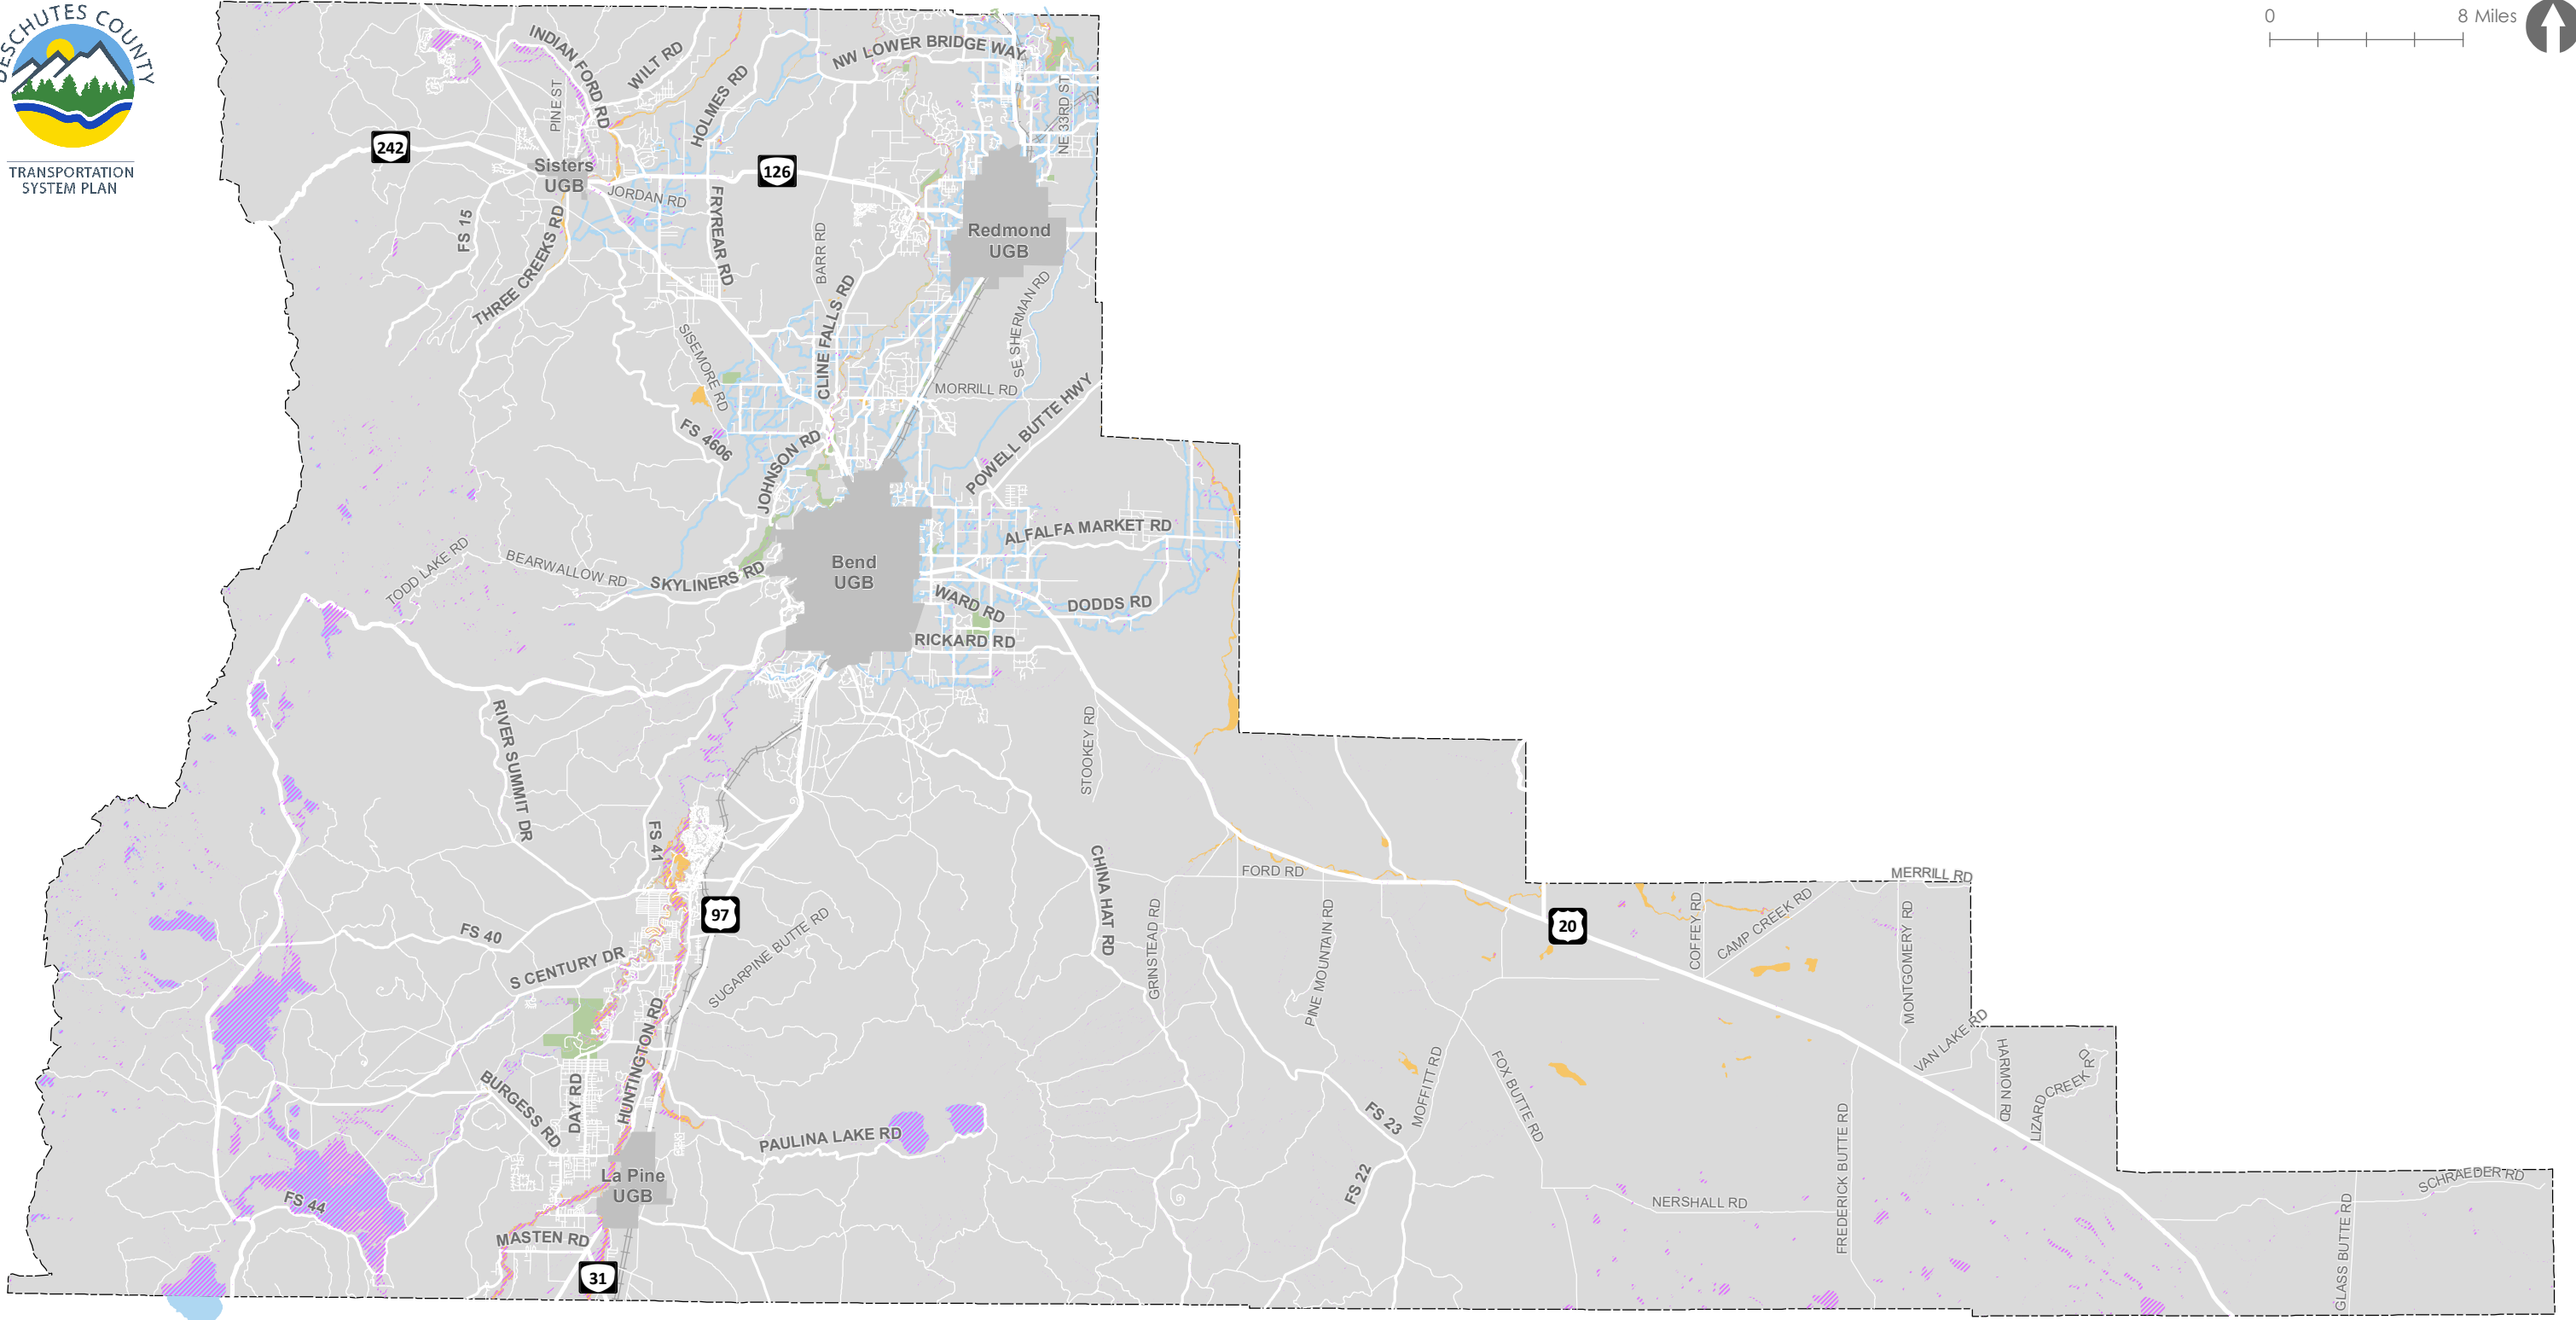 DESCHUTES COUNTY
TRANSPORTATION
SYSTEM PLAN
0
8 Miles
INDIAN FORD RD
WILT RD
PINE ST
HOLMES RD
NW LOWER BRIDGE WAY
NE 33RD ST
242
Sisters
UGB
126
JORDAN RD
FRYREAR RD
FS 15
THREE CREEKS RD
BARR RD
Redmond
UGB
CLINE FALLS RD
SE SHERMAN RD
SISEMORE RD
MORRILL RD
POWELL BUTTE HWY
FS 4606
JOHNSON RD
ALFALFA MARKET RD
TODD LAKE RD
BEARWALLOW RD
SKYLINERS RD
Bend
UGB
WARD RD
DODDS RD
RICKARD RD
RIVER SUMMIT DR
STOOKEY RD
FS 41
CHINA HAT RD
FORD RD
MERRILL RD
97
20
FS 40
S CENTURY DR
SUGARPINE BUTTE RD
GRINSTEAD RD
PINE MOUNTAIN RD
COFFEY RD
CAMP CREEK RD
MONTGOMERY RD
HUNTINGTON RD
VAN LAKE RD
HARMON RD
LIZARD CREEK RD
BURGESS RD
DAY RD
MOFFITT RD
FOX BUTTE RD
FS 23
PAULINA LAKE RD
FREDERICK BUTTE RD
La Pine
UGB
FS 22
FS 44
NERSHALL RD
SCHRAEDER RD
GLASS BUTTE RD
MASTEN RD
31